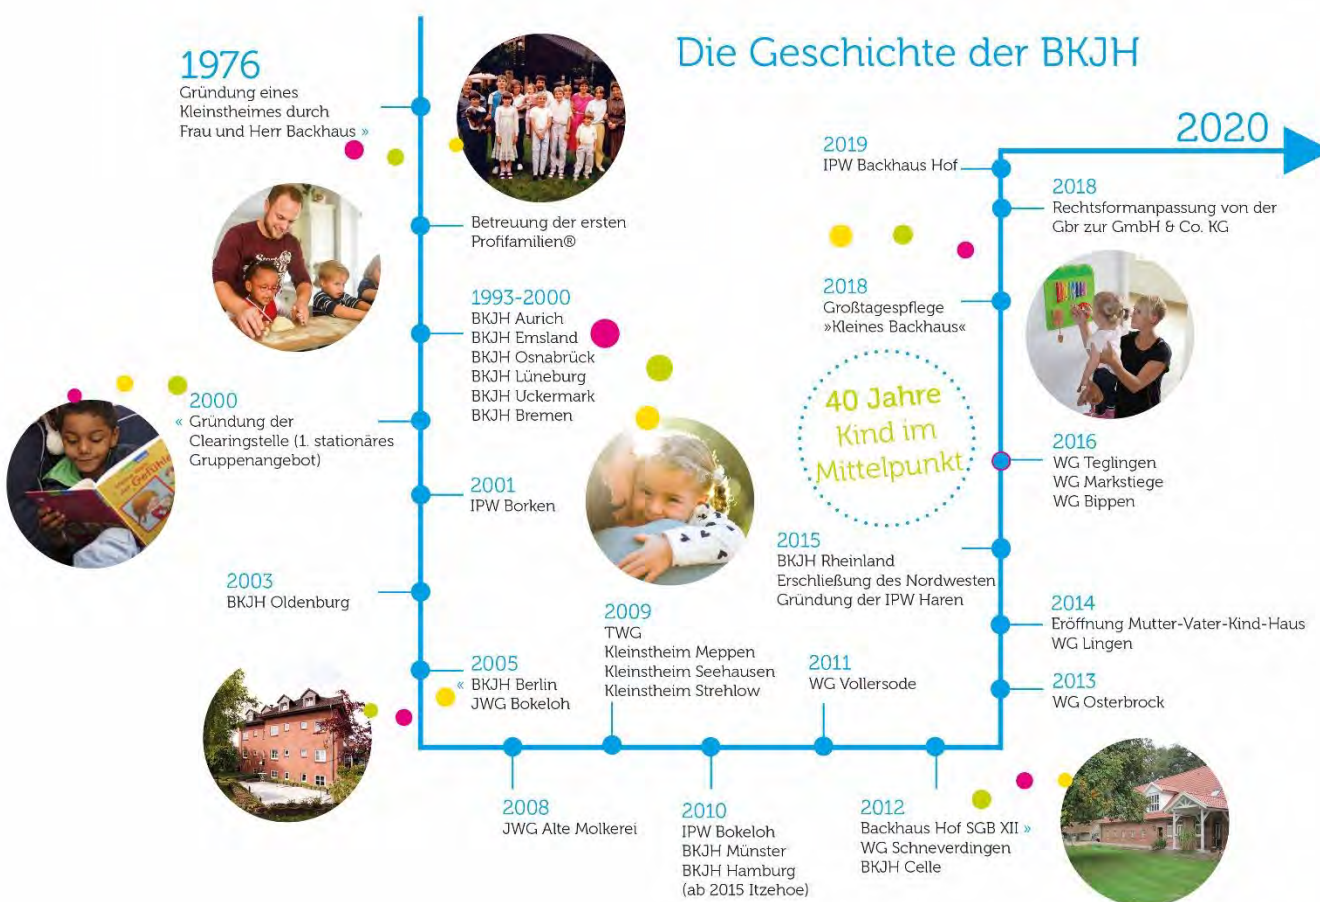 Die Geschichte der BKJH
1976
Gründung eines
Kleinstheimes durch
Frau und Herr Backhaus »
Betreuung der ersten
Profifamilien®
1993-2000
BKJH Aurich
BKJH Emsland
BKJH Osnabrück
BKJH Lüneburg
BKJH Uckermark
BKJH Bremen
2000
« Gründung der
Clearingstelle (1. stationäres
Gruppenangebot)
Gefühle
2001
IPW Borken
2003
BKJH Oldenburg
2005
« BKJH Berlin
JWG Bokeloh
2008
JWG Alte Molkerei
2009
TWG
Kleinstheim Meppen
Kleinstheim Seehausen
Kleinstheim Strehlow
2010
IPW Bokeloh
BKJH Münster
BKJH Hamburg
(ab 2015 Itzehoe)
2011
WG Vollersode
2012
Backhaus Hof SGB XII »
WG Schneverdingen
BKJH Celle
2013
WG Osterbrock
2014
Eröffnung Mutter-Vater-Kind-Haus
WG Lingen
2015
BKJH Rheinland
Erschließung des Nordwesten
Gründung der IPW Haren
2016
WG Teglingen
WG Markstiege
WG Bippen
40 Jahre
Kind im
Mittelpunkt
2018
Großtagespflege
»Kleines Backhaus«
2018
Rechtsformanpassung von der
Gbr zur GmbH & Co. KG
2019
IPW Backhaus Hof
2020